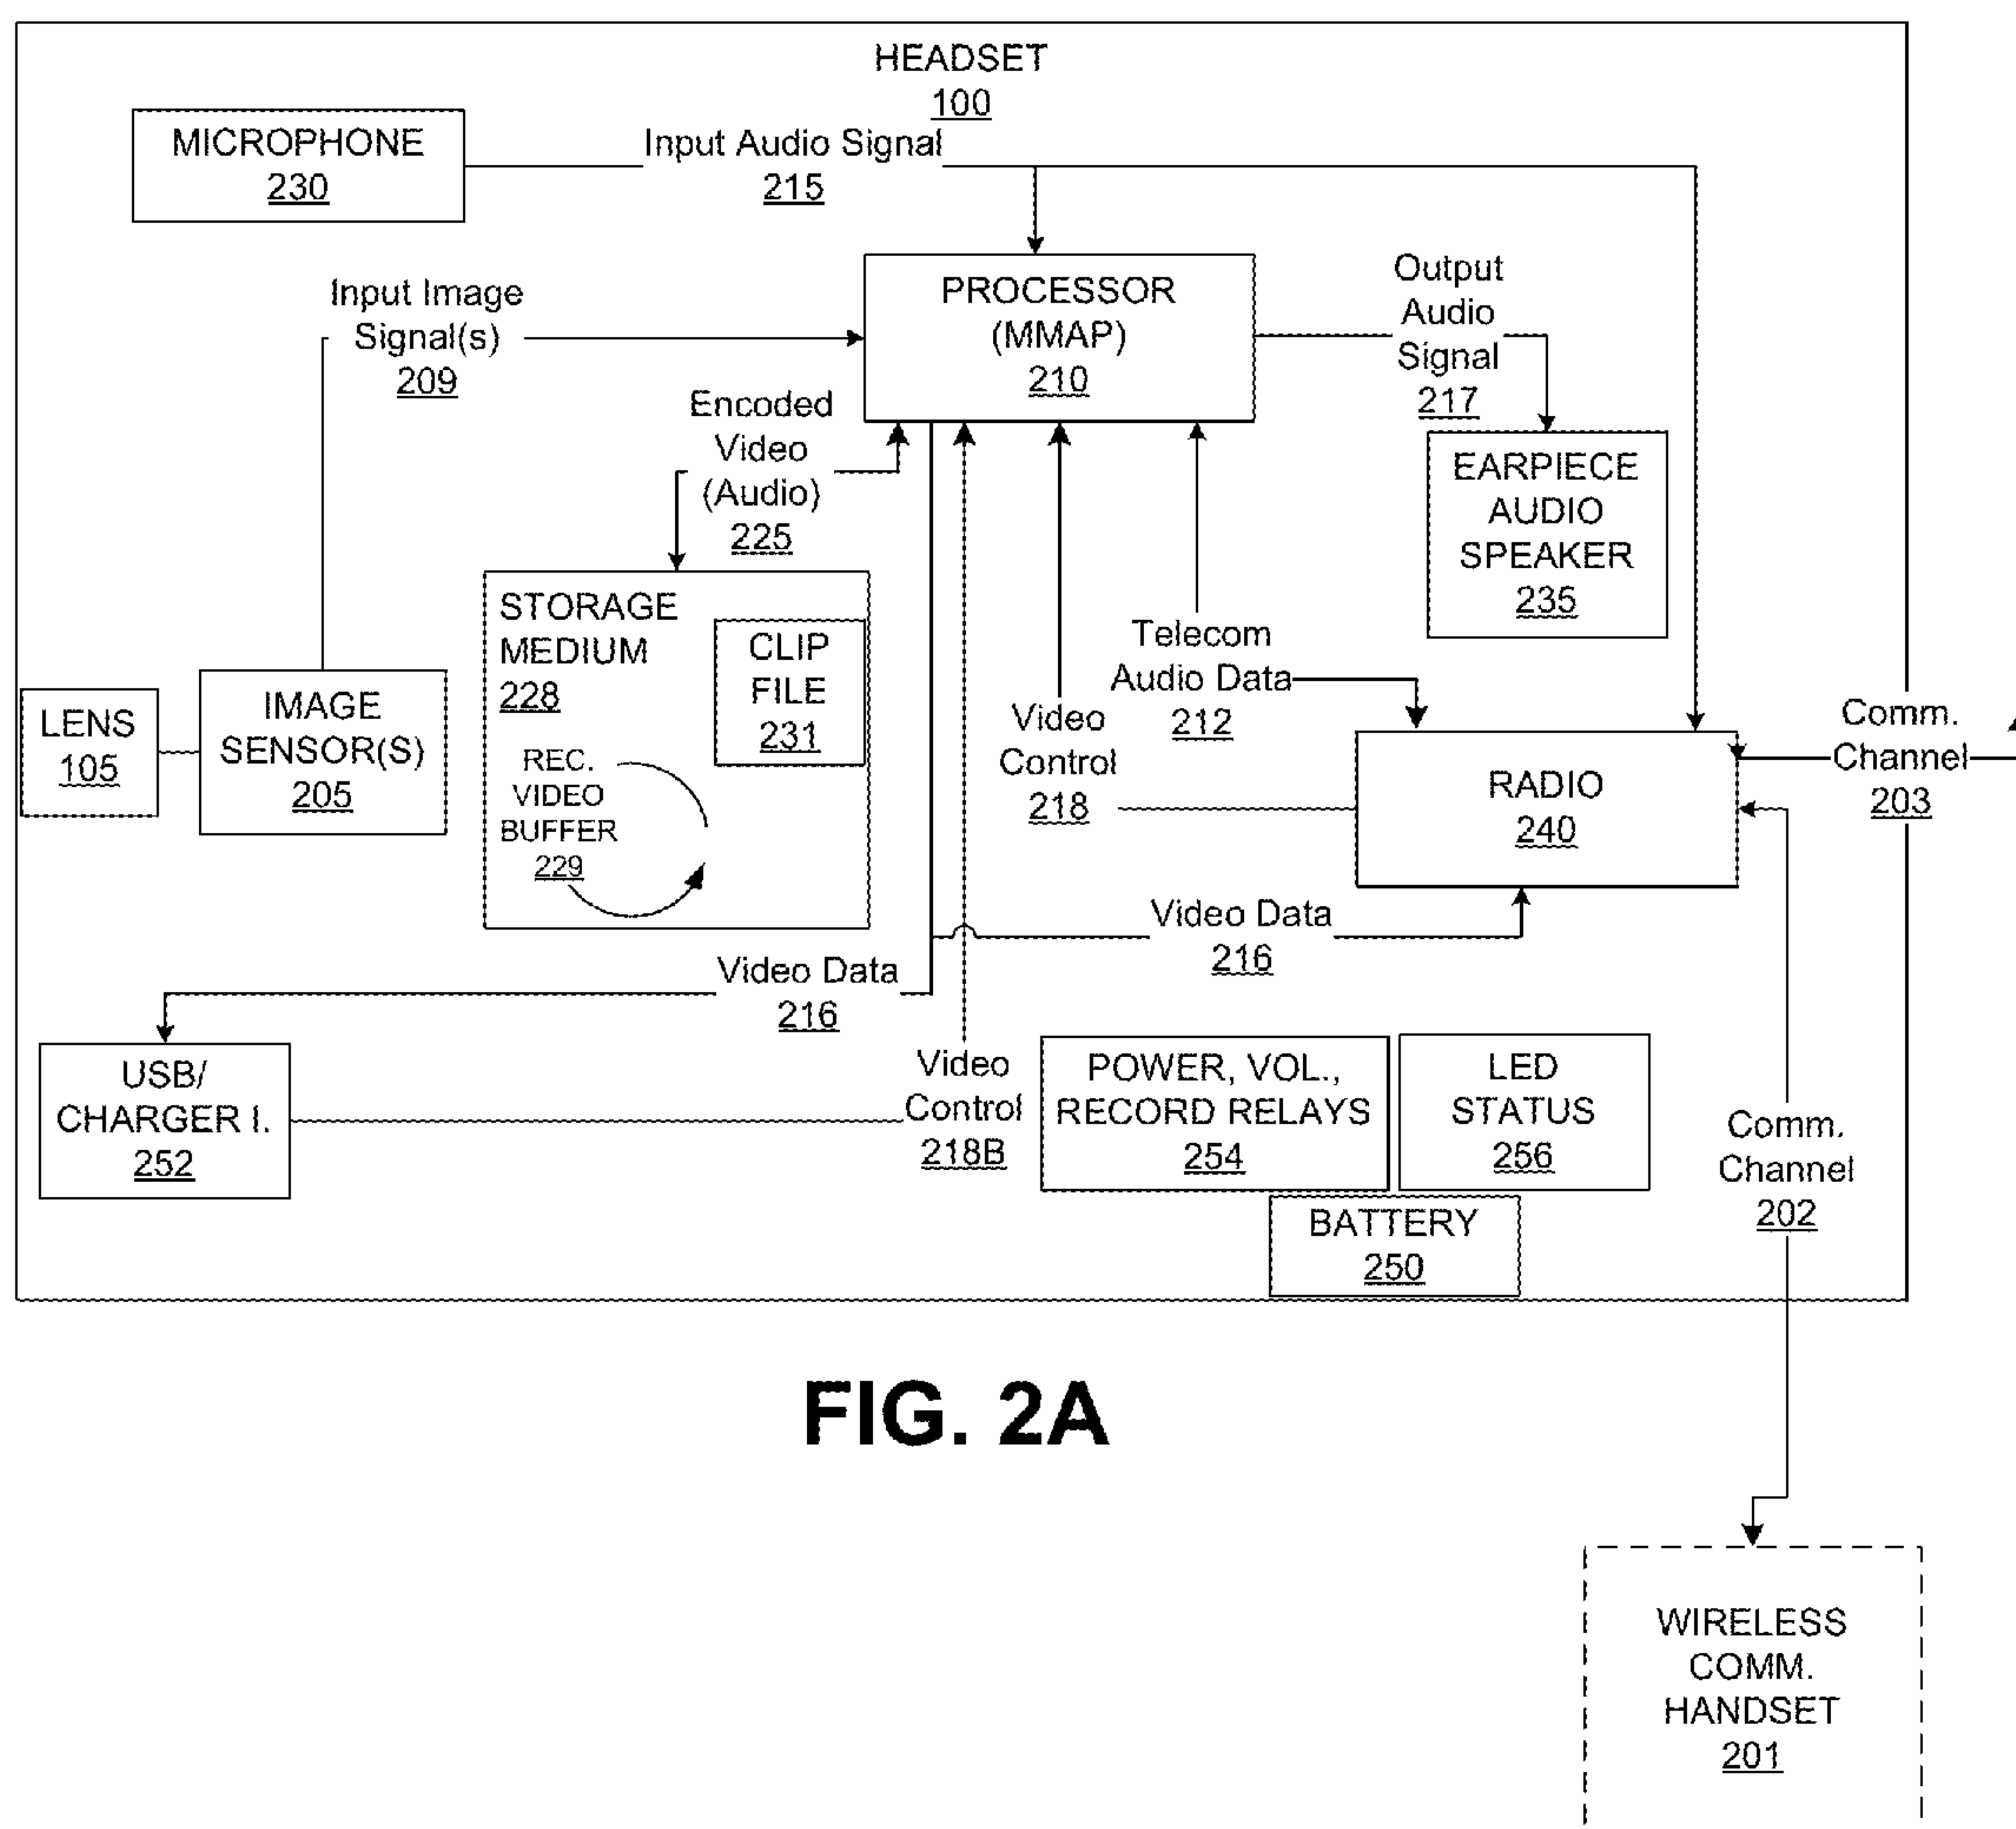 HEADSET
100
MICROPHONE
230
Input Audio Signal
215
Input Image
Signal(s)
209
PROCESSOR
(MMAP)
210
Output
Audio
Signal
217
Encoded
Video
(Audio)
225
EARPIECE
AUDIO
SPEAKER
235
STORAGE
MEDIUM
228
CLIP
FILE
231
REC.
VIDEO
BUFFER
229
LENS
105
IMAGE
SENSOR(S)
205
Telecom
Audio Data
212
Video
Control
218
RADIO
240
Comm.
Channel
203
Video Data
216
Video Data
216
USB/
CHARGER I.
252
Video
Control
218B
POWER, VOL.,
RECORD RELAYS
254
LED
STATUS
256
BATTERY
250
Comm.
Channel
202
FIG. 2A
WIRELESS
COMM.
HANDSET
201